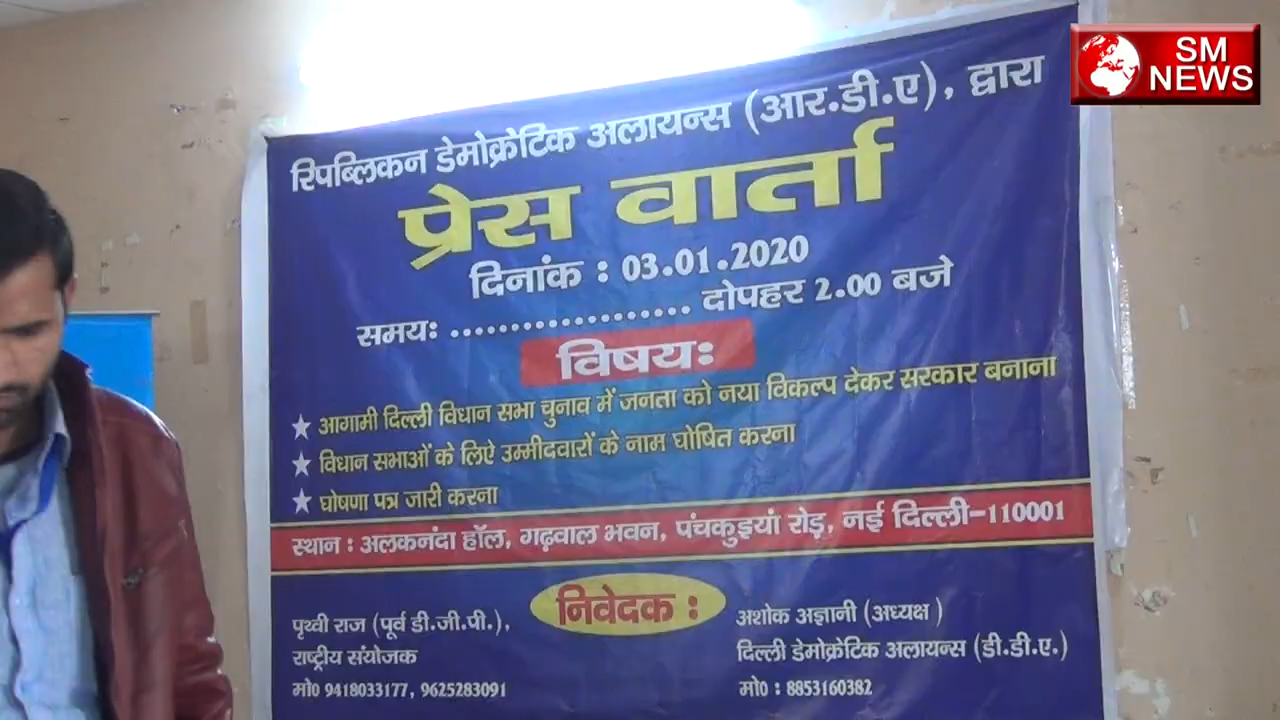 SM
NEWS
रिपब्लिकन डेमोक्रेटिक अलायन्स (आर.डी.ए), द्वारा
प्रेस वार्ता
दिनांक : 03.01.2020
समयः .................... दोपहर 2.00 बजे
विषयः
आगामी दिल्ली विधान सभा चुनाव में जनता को नया विकल्प देकर सरकार बनाना
विधान सभाओं के लिऐ उम्मीदवारों के नाम घोषित करना
घोषणा पत्र जारी करना
स्थान : अलकनंदा हॉल, गढ़वाल भवन, पंचकुइयां रोड़, नई दिल्ली-110001
निवेदक :
पृथ्वी राज (पूर्व डी.जी.पी.),
राष्ट्रीय संयोजक
मो0 9418033177, 9625283091
अशोक अज्ञानी (अध्यक्ष )
दिल्ली डेमोक्रेटिक अलायन्स (डी.डी.ए.)
मो0 : 8853160382